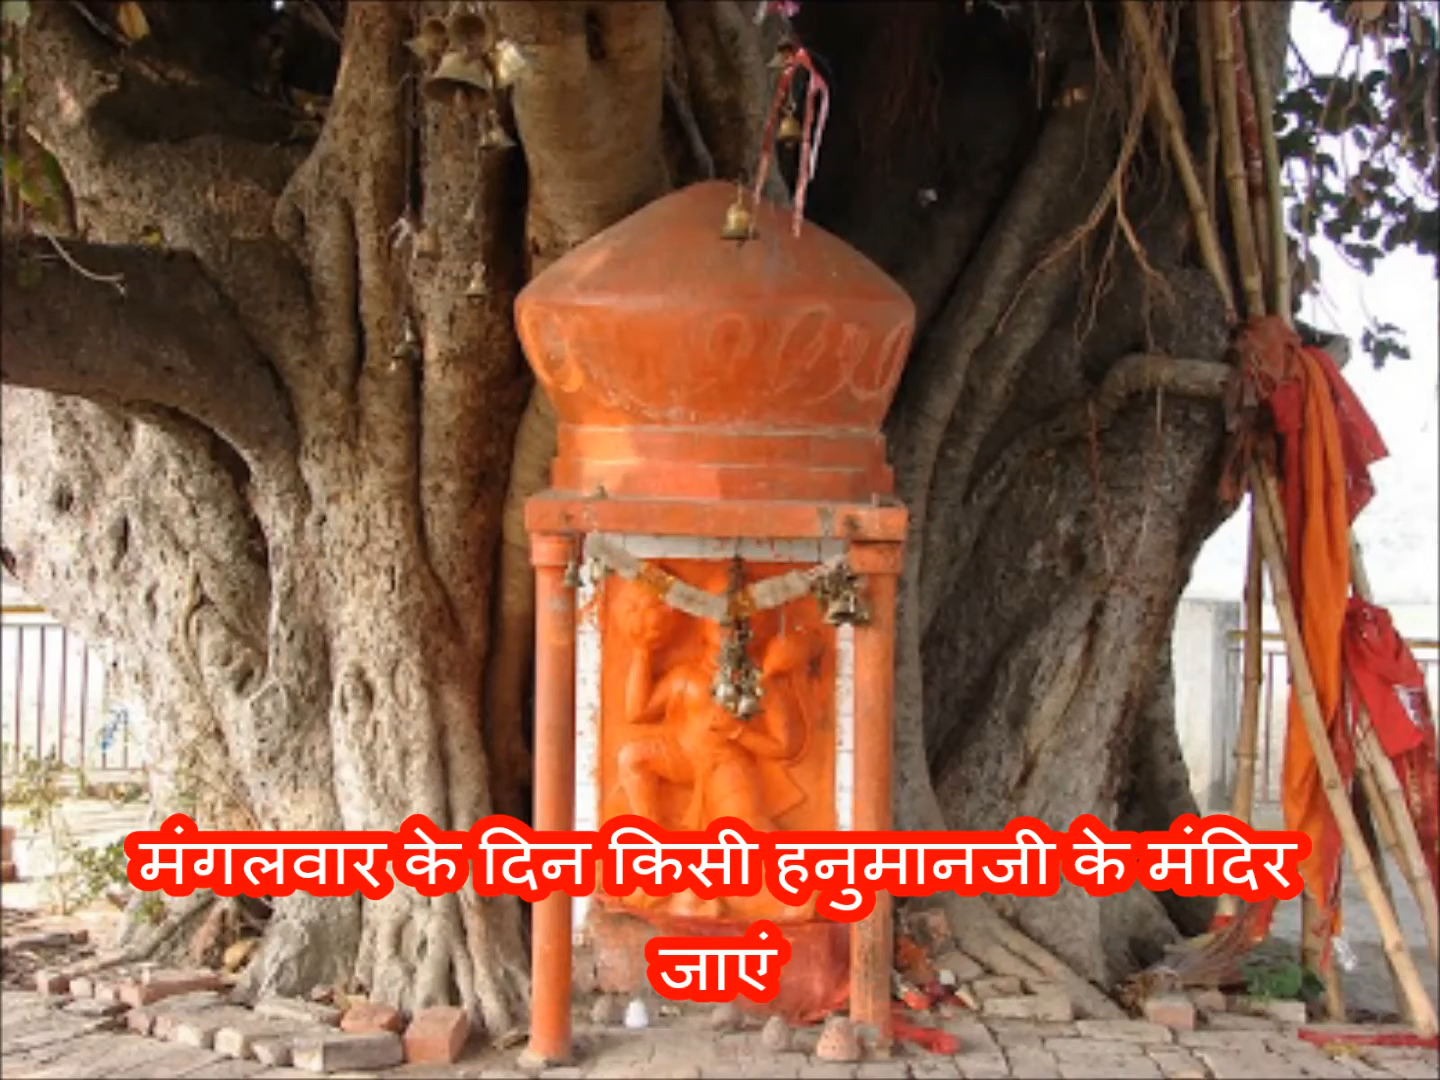 मंगलवार के दिन किसी हनुमानजी के मंदिर
जाएं